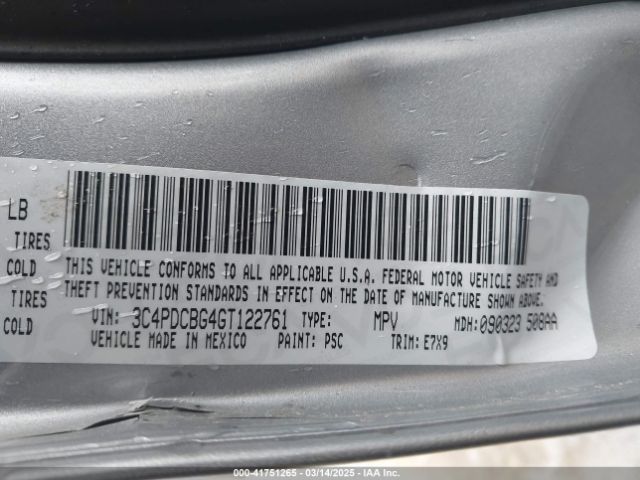 LB
TIRES
COLD
THIS VEHICLE CONFORMS TO ALL APPLICABLE U.S.A. FEDERAL MOTOR VEHICLE SAFETY AND
THEFT PREVENTION STANDARDS IN EFFECT ON THE DATE OF MANUFACTURE SHOWN ABOVE.
TIRES
COLD
VIN: 3C4PDCBG4GT122761 TYPE: MPV MDH:090323 508AA
VEHICLE MADE IN MEXICO PAINT: PSC TRIM: E7X9
000-41751265 | 03/14/2025 | IAA Inc.